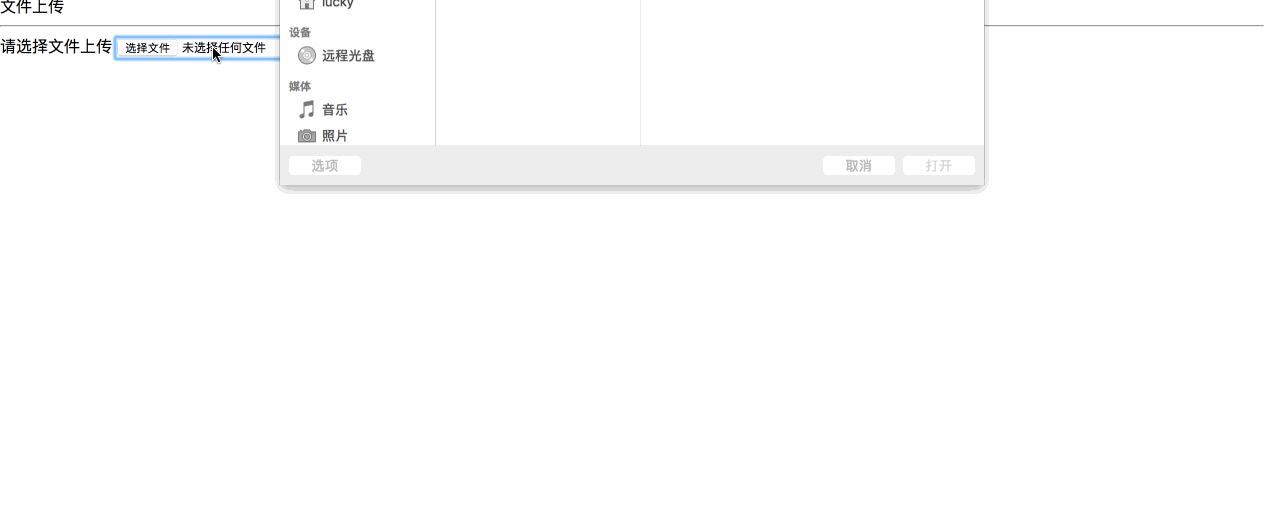 文件上传
lucky
设备
请选择文件上传 选择文件 未选择任何文件
远程光盘
媒体
音乐
照片
选项 取消 打开